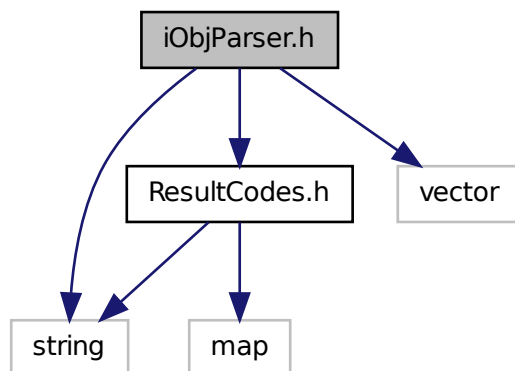 iObjParser.h
ResultCodes.h
vector
string
map